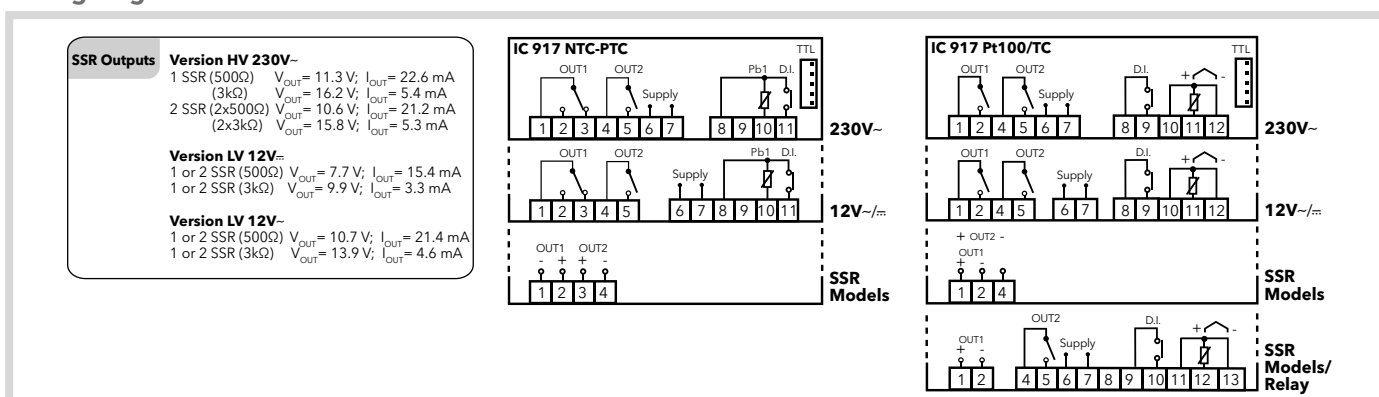 SSR Outputs
Version HV 230V~
1 SSR (500Ω) VOUT= 11.3 V; IOUT= 22.6 mA
(3kΩ) VOUT= 16.2 V; IOUT= 5.4 mA
2 SSR (2x500Ω) VOUT= 10.6 V; IOUT= 21.2 mA
(2x3kΩ) VOUT= 15.8 V; IOUT= 5.3 mA
Version LV 12V⎓
1 or 2 SSR (500Ω) VOUT= 7.7 V; IOUT= 15.4 mA
1 or 2 SSR (3kΩ) VOUT= 9.9 V; IOUT= 3.3 mA
Version LV 12V~
1 or 2 SSR (500Ω) VOUT= 10.7 V; IOUT= 21.4 mA
1 or 2 SSR (3kΩ) VOUT= 13.9 V; IOUT= 4.6 mA
IC 917 NTC-PTC TTL
OUT1 OUT2 Pb1 D.I.
Supply
1 2 3 4 5 6 7 8 9 10 11 230V~
OUT1 OUT2 Pb1 D.I.
Supply
1 2 3 4 5 6 7 8 9 10 11 12V~/⎓
OUT1 OUT2
- + + -
1 2 3 4
SSR
Models
IC 917 Pt100/TC TTL
OUT1 OUT2 D.I. + -
Supply
1 2 4 5 6 7 8 9 10 11 12 230V~
OUT1 OUT2 D.I. + -
Supply
1 2 4 5 6 7 8 9 10 11 12 12V~/⎓
+ OUT2 -
OUT1
+ -
1 2 4
SSR
Models
OUT2 D.I. + -
OUT1 Supply
+ -
1 2 4 5 6 7 8 9 10 11 12 13
SSR
Models/
Relay